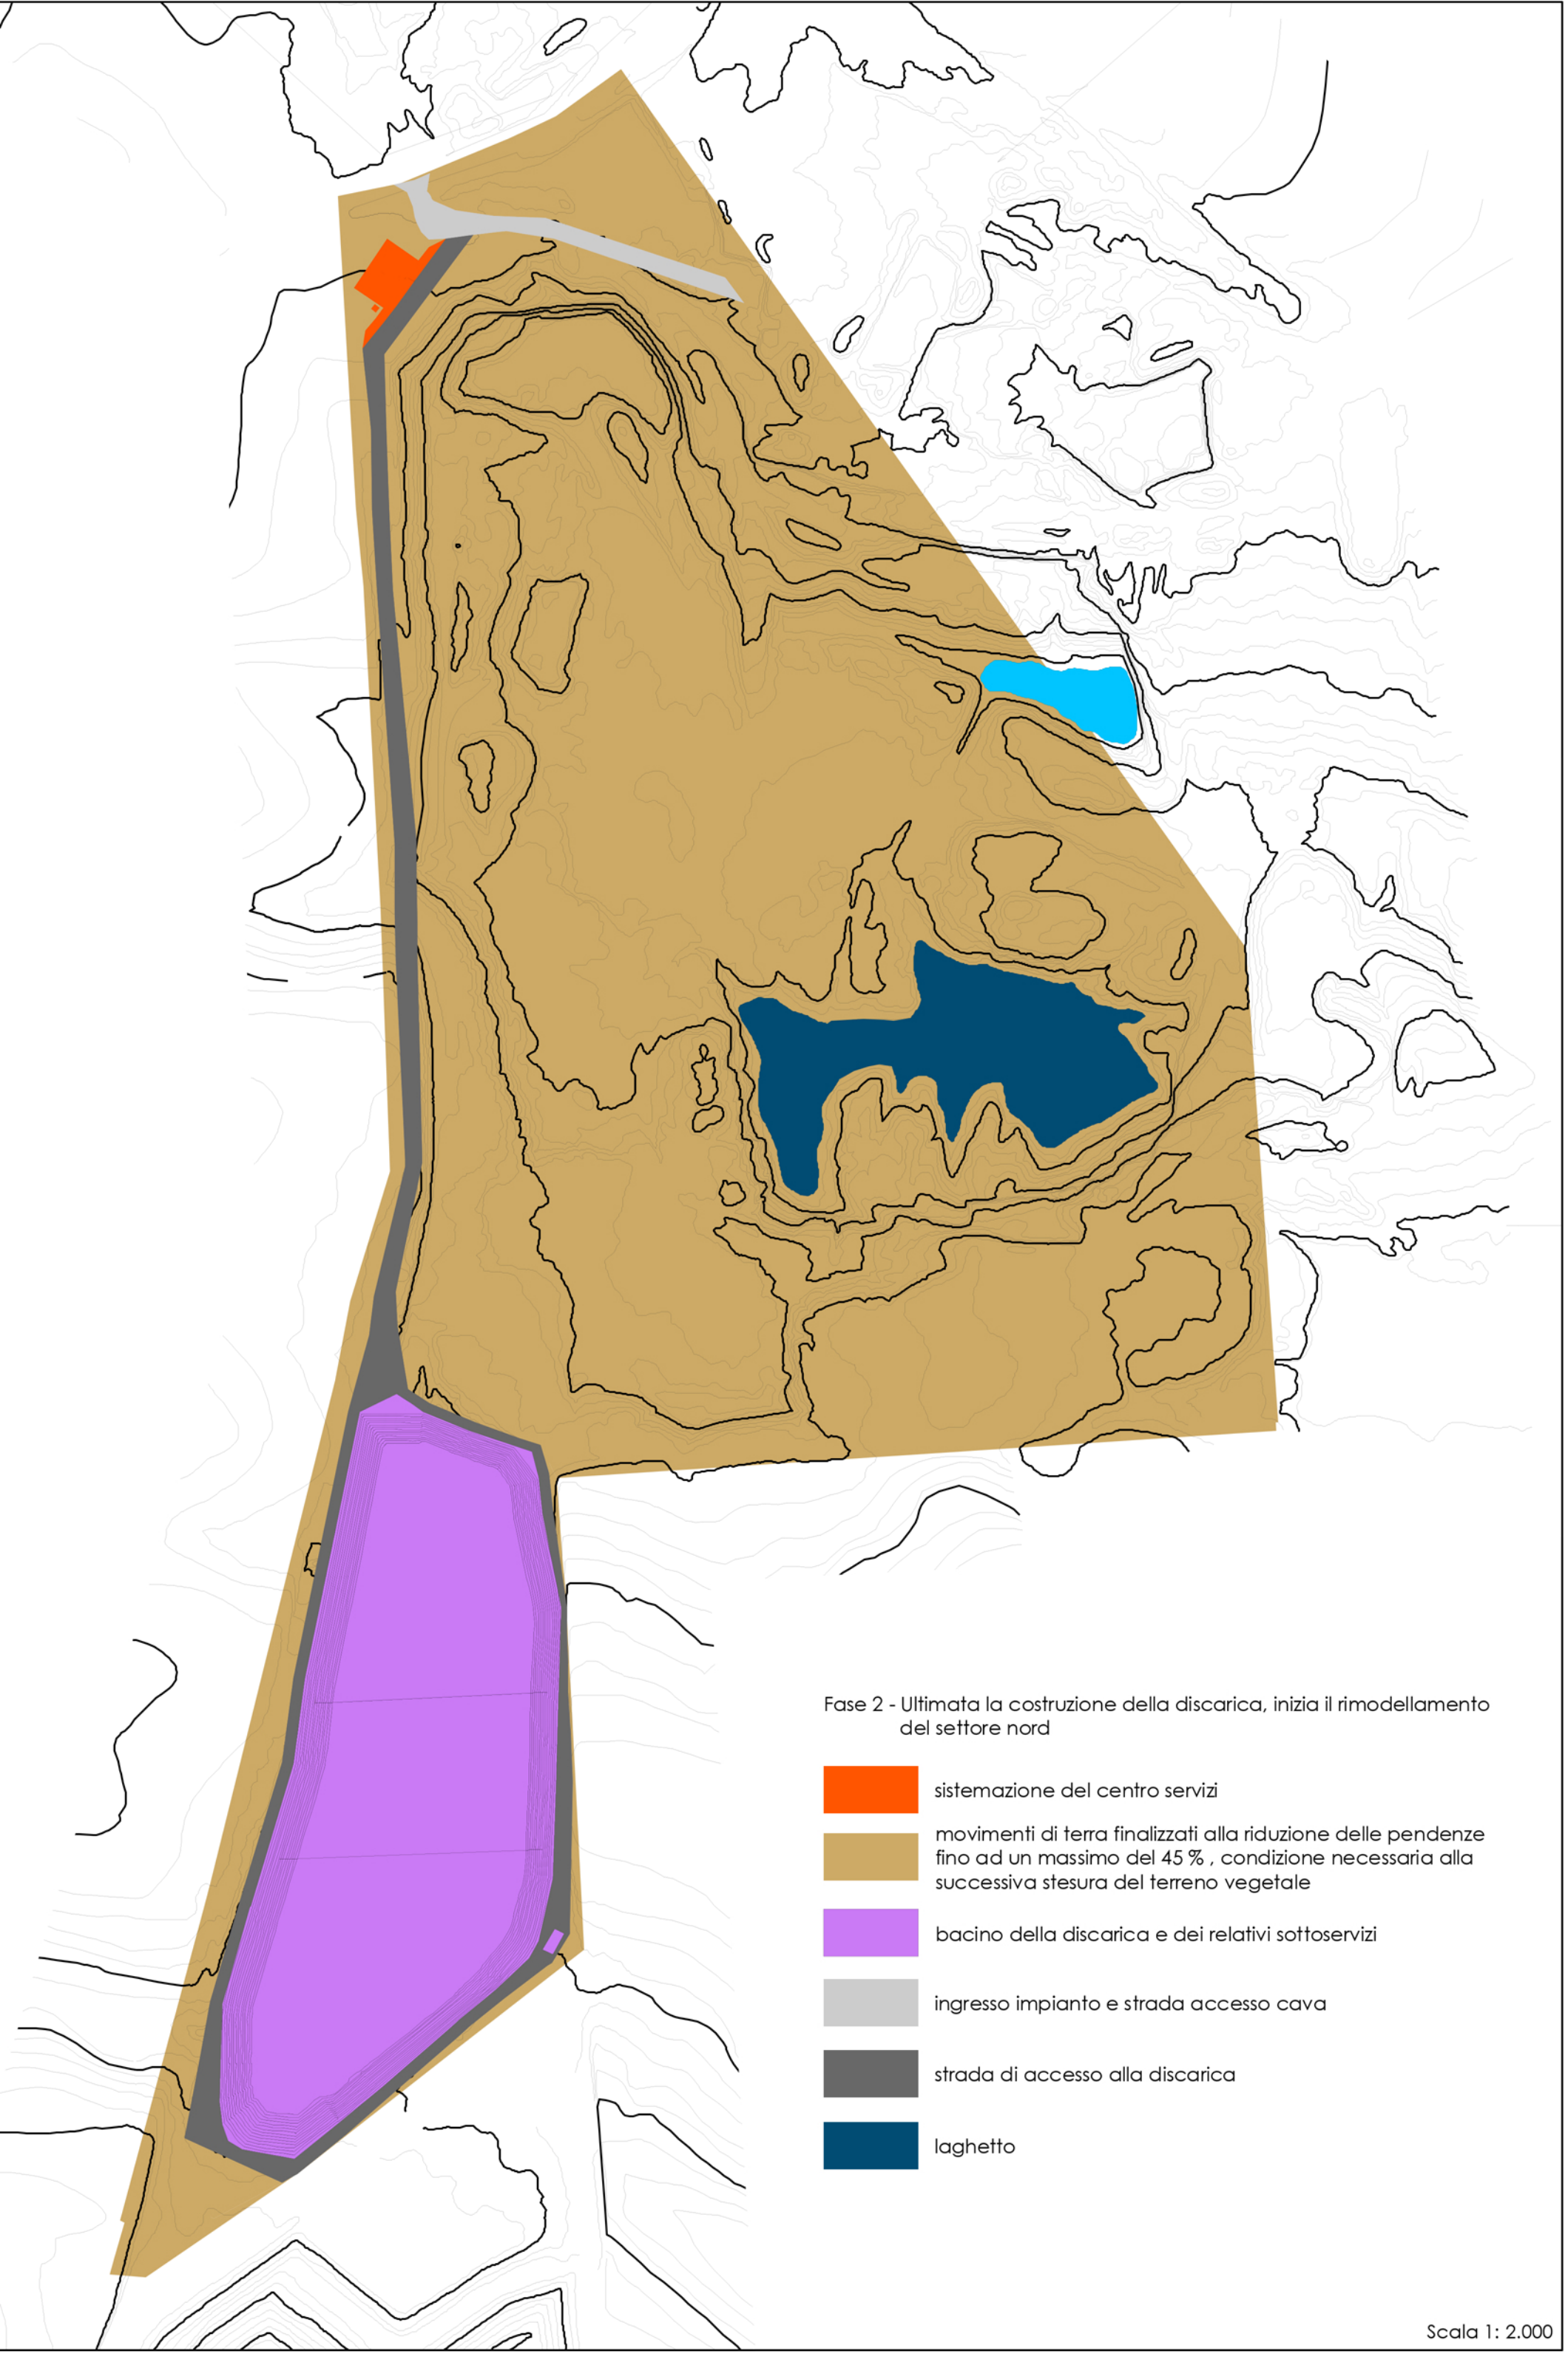 Fase 2 - Ultimata la costruzione della discarica, inizia il rimodellamento
del settore nord
sistemazione del centro servizi
movimenti di terra finalizzati alla riduzione delle pendenze
fino ad un massimo del 45 % , condizione necessaria alla
successiva stesura del terreno vegetale
bacino della discarica e dei relativi sottoservizi
ingresso impianto e strada accesso cava
strada di accesso alla discarica
laghetto
Scala 1: 2.000